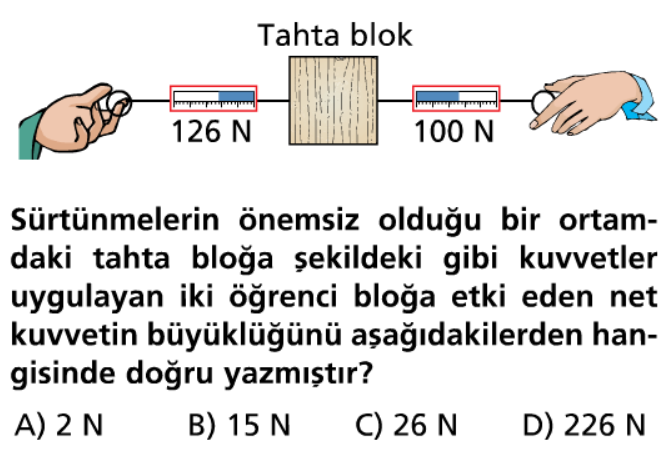 Tahta blok
126 N 100 N
Sürtünmelerin önemsiz olduğu bir ortam-
daki tahta bloğa şekildeki gibi kuvvetler
uygulayan iki öğrenci bloğa etki eden net
kuvvetin büyüklüğünü aşağıdakilerden han-
gisinde doğru yazmıştır?
A) 2 N B) 15 N C) 26 N D) 226 N